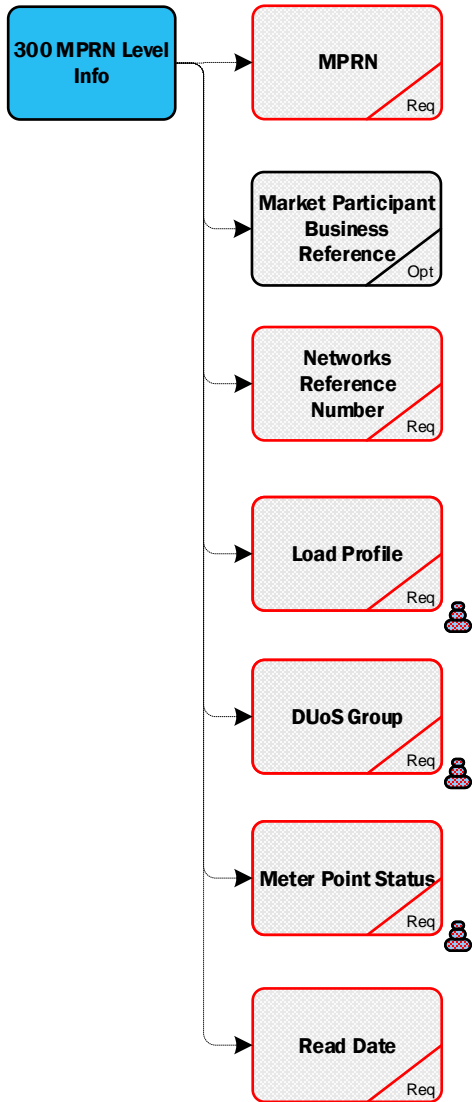 300 MPRN Level
Info
MPRN
Req
Market Participant
Business
Reference
Opt
Networks
Reference
Number
Req
Load Profile
Req
DUoS Group
Req
Meter Point Status
Req
Read Date
Req